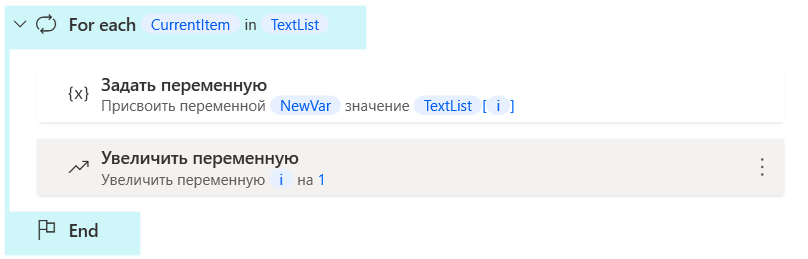 For each CurrentItem in TextList
{x} Задать переменную
Присвоить переменной NewVar значение TextList [ i ]
Увеличить переменную
Увеличить переменную i на 1
End